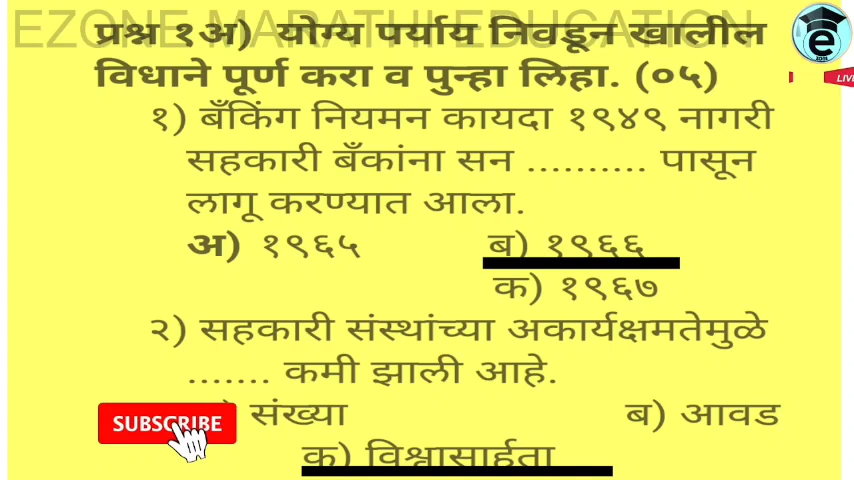 EZONE MARATHI EDUCATION
प्रश्न १अ) योग्य पर्याय निवडून खालील
विधाने पूर्ण करा व पुन्हा लिहा. (०५)
e
ZONE
LIVE
१) बँकिंग नियमन कायदा १९४९ नागरी
सहकारी बँकांना सन .......... पासून
लागू करण्यात आला.
अ) १९६५ ब) १९६६
क) १९६७
२) सहकारी संस्थांच्या अकार्यक्षमतेमुळे
....... कमी झाली आहे.
संख्या ब) आवड
SUBSCRIBE
क) विश्वासार्हता